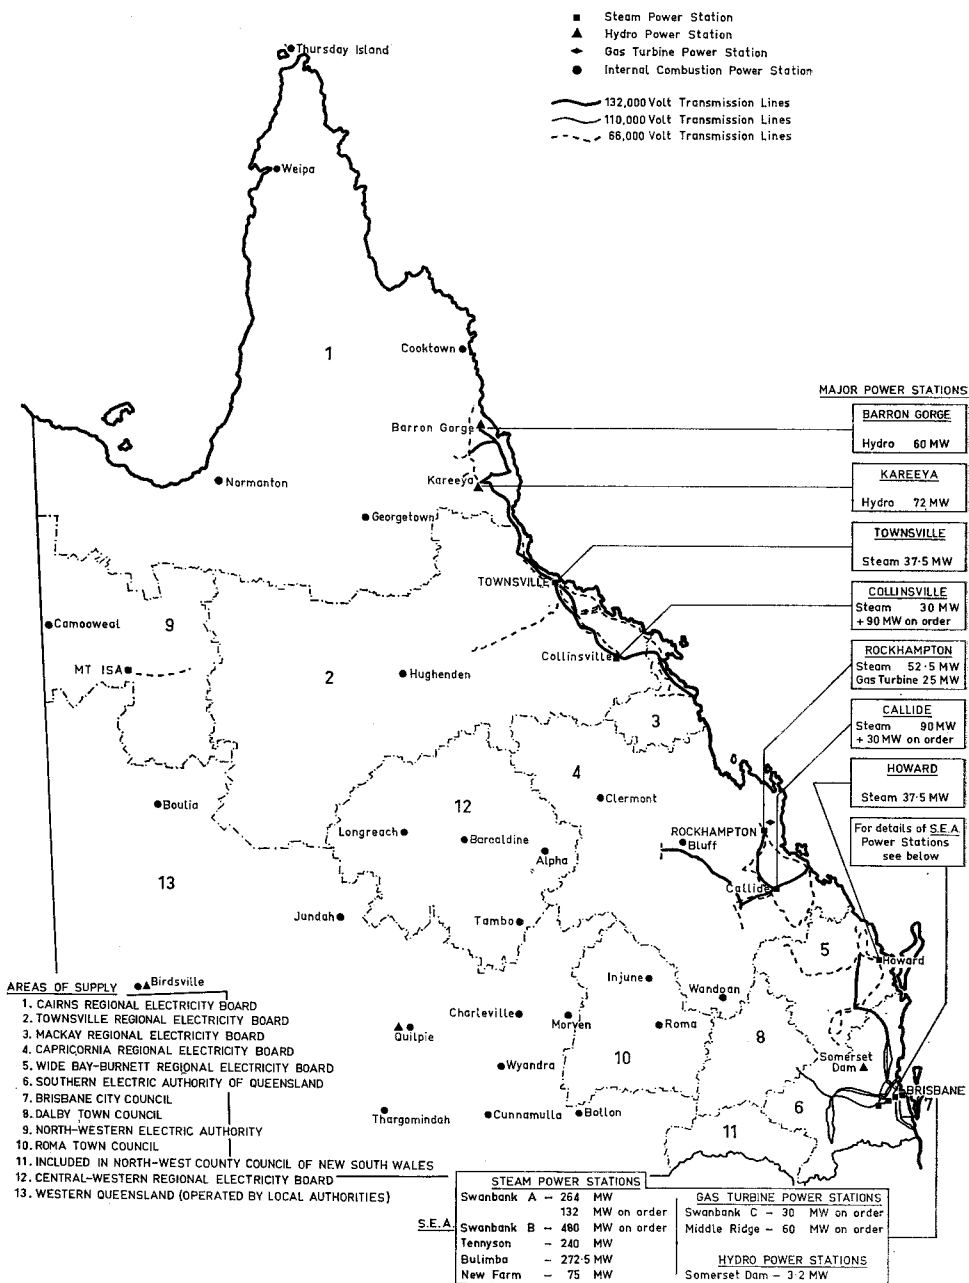 Steam Power Station
Hydro Power Station
Gas Turbine Power Station
Internal Combustion Power Station
132,000 Volt Transmission Lines
110,000 Volt Transmission Lines
66,000 Volt Transmission Lines
Thursday Island
Weipa
1
Cooktown
Barron Gorge
Kareeya
Normanton
Georgetown
TOWNSVILLE
Camooweal
9
MT ISA
2
Hughenden
Collinsville
3
4
Clermont
Boulia
12
Longreach
Barcaldine
Alpha
ROCKHAMPTON
Bluff
Callide
13
Jundah
Tambo
5
Howard
Birdsville
Injune
Wandoan
Charleville
Morven
Roma
Quilpie
8
10
Wyandra
Somerset
Dam
BRISBANE
7
6
Thargomindah
Cunnamulla
Bollon
11
MAJOR POWER STATIONS
BARRON GORGE
Hydro 60 MW
KAREEYA
Hydro 72 MW
TOWNSVILLE
Steam 37·5 MW
COLLINSVILLE
Steam 30 MW
+ 90 MW on order
ROCKHAMPTON
Steam 52·5 MW
Gas Turbine 25 MW
CALLIDE
Steam 90 MW
+ 30 MW on order
HOWARD
Steam 37·5 MW
For details of S.E.A.
Power Stations
see below
AREAS OF SUPPLY
1. CAIRNS REGIONAL ELECTRICITY BOARD
2. TOWNSVILLE REGIONAL ELECTRICITY BOARD
3. MACKAY REGIONAL ELECTRICITY BOARD
4. CAPRICORNIA REGIONAL ELECTRICITY BOARD
5. WIDE BAY-BURNETT REGIONAL ELECTRICITY BOARD
6. SOUTHERN ELECTRIC AUTHORITY OF QUEENSLAND
7. BRISBANE CITY COUNCIL
8. DALBY TOWN COUNCIL
9. NORTH-WESTERN ELECTRIC AUTHORITY
10. ROMA TOWN COUNCIL
11. INCLUDED IN NORTH-WEST COUNTY COUNCIL OF NEW SOUTH WALES
12. CENTRAL-WESTERN REGIONAL ELECTRICITY BOARD
13. WESTERN QUEENSLAND (OPERATED BY LOCAL AUTHORITIES)
S.E.A.
STEAM POWER STATIONS
Swanbank A – 264 MW
132 MW on order
Swanbank B – 480 MW on order
Tennyson – 240 MW
Bulimba – 272·5 MW
New Farm – 75 MW
GAS TURBINE POWER STATIONS
Swanbank C – 30 MW on order
Middle Ridge – 60 MW on order
HYDRO POWER STATIONS
Somerset Dam – 3·2 MW